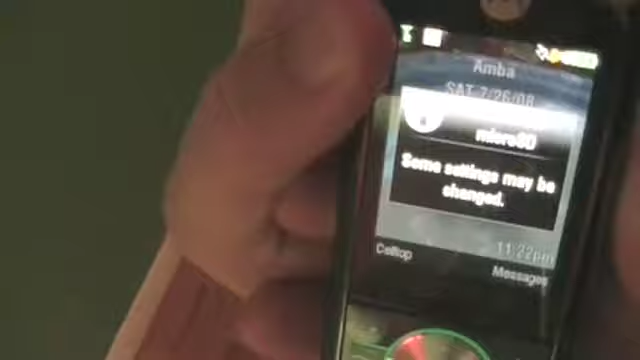 Amba
SAT 7/26/08
microSD
Some settings may be
changed.
11:22pm
Celltop
Messages